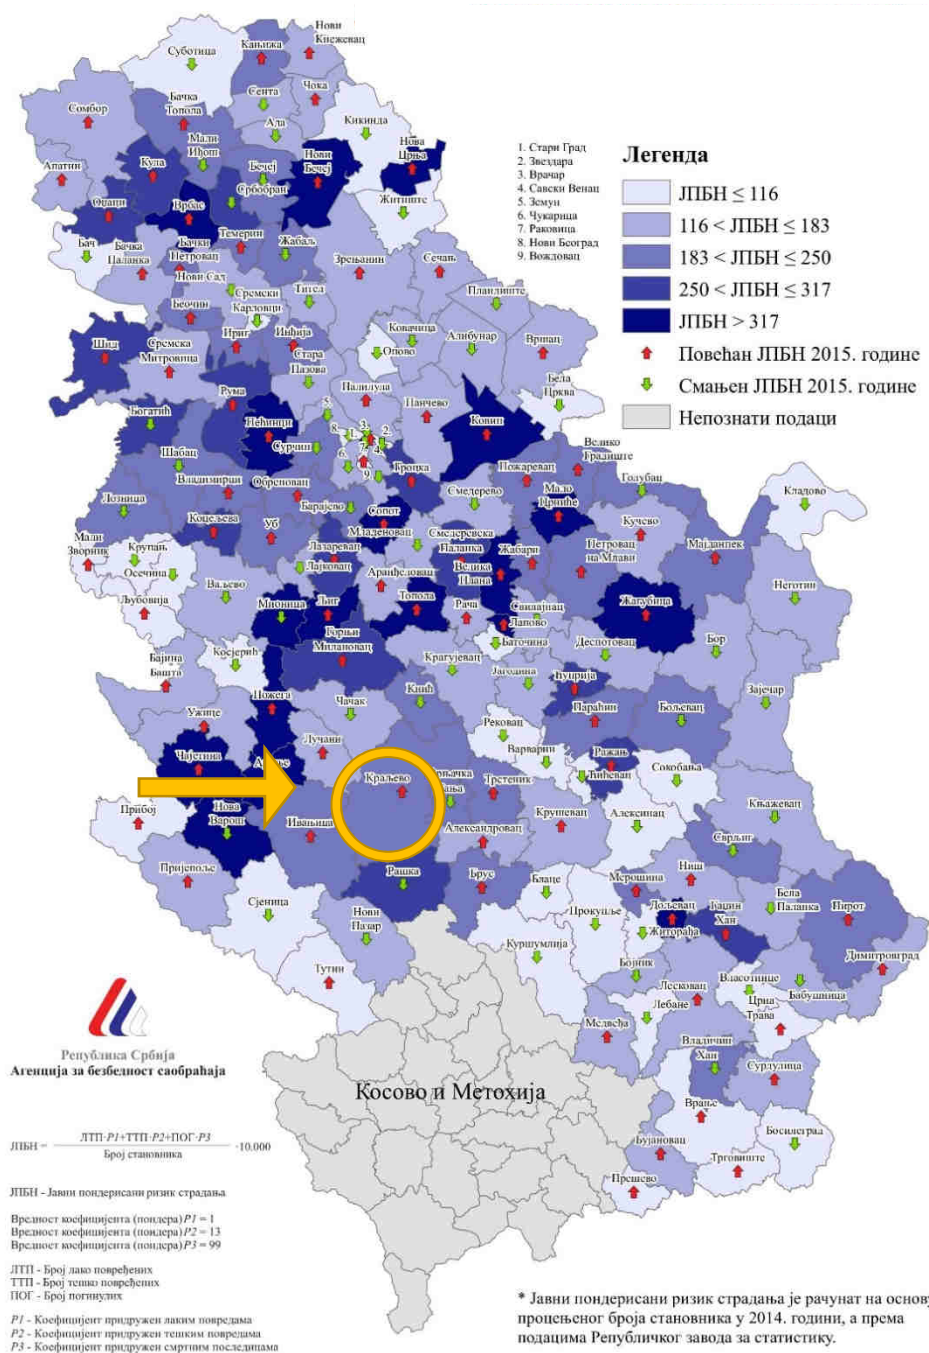 Нови
Кнежевац
Кањижа
Суботица
Сента
Чока
Сомбор
Бачка
Топола
Ада
Кикинда
Мали
Иђош
Нова
Црња
Апатин
Кула
Бечеј
Нови
Бечеј
Србобран
Оџаци
Врбас
Житиште
Бач
Бачка
Паланка
Бачки
Петровац
Темерин
Жабаљ
Зрењанин
Сечањ
Нови Сад
Сремски
Карловци
Тител
Пландиште
Беочин
Ириг
Инђија
Ковачица
Алибунар
Опово
Вршац
Шид
Сремска
Митровица
Стара
Пазова
Рума
Палилула
Панчево
Бела
Црква
Богатић
Пећинци
Ковин
5.
8.
1.
3.
2.
7.
4.
6.
9.
Сурчин
Шабац
Гроцка
Пожаревац
Велико
Градиште
Голубац
Владимирци
Обреновац
Лозница
Барајево
Сопот
Смедерево
Мало
Црниће
Кладово
Коцељева
Уб
Младеновац
Кучево
Мали
Зворник
Крупањ
Лазаревац
Смедеревска
Паланка
Жабари
Петровац
на Млави
Мајданпек
Осечина
Лајковац
Велика
Плана
Љубовија
Ваљево
Аранђеловац
Неготин
Мионица
Љиг
Топола
Рача
Свилајнац
Жагубица
Лапово
Косјерић
Горњи
Милановац
Баточина
Деспотовац
Бор
Бајина
Башта
Крагујевац
Јагодина
Ћуприја
Зајечар
Пожега
Чачак
Кнић
Параћин
Бољевац
Ужице
Рековац
Лучани
Варварин
Ражањ
Чајетина
Краљево
Трстеник
Ћићевац
Сокобања
Прибој
Нова
Варош
Ивањица
Александровац
Крушевац
Алексинац
Књажевац
Сврљиг
Пријепоље
Рашка
Брус
Блаце
Мерошина
Ниш
Сјеница
Нови
Пазар
Прокупље
Дољевац
Гаџин
Хан
Бела
Паланка
Пирот
Житорађа
Куршумлија
Димитровград
Тутин
Бојник
Лесковац
Власотинце
Бабушница
Лебане
Црна
Трава
Медвеђа
Владичин
Хан
Сурдулица
Косово и Метохија
Врање
Босилеград
Бујановац
Трговиште
Прешево
1. Стари Град
2. Звездара
3. Врачар
4. Савски Венац
5. Земун
6. Чукарица
7. Раковица
8. Нови Београд
9. Вождовац
Легенда
ЈПБН ≤ 116
116 < ЈПБН ≤ 183
183 < ЈПБН ≤ 250
250 < ЈПБН ≤ 317
ЈПБН > 317
Повећан ЈПБН 2015. године
Смањен ЈПБН 2015. године
Непознати подаци
Република Србија
Агенција за безбедност саобраћаја
ЈПБН = ЛТП·P1+ТТП·P2+ПОГ·P3 ·10.000
Број становника
ЈПБН - Јавни пондерисани ризик страдања
Вредност коефицијента (пондера) P1 = 1
Вредност коефицијента (пондера) P2 = 13
Вредност коефицијента (пондера) P3 = 99
ЛТП - Број лако повређених
ТТП - Број тешко повређених
ПОГ - Број погинулих
P1 - Коефицијент придружен лаким повредама
P2 - Коефицијент придружен тешким повредама
P3 - Коефицијент придружен смртним последицама
* Јавни пондерисани ризик страдања је рачунат на основу
процењеног броја становника у 2014. години, а према
подацима Републичког завода за статистику.